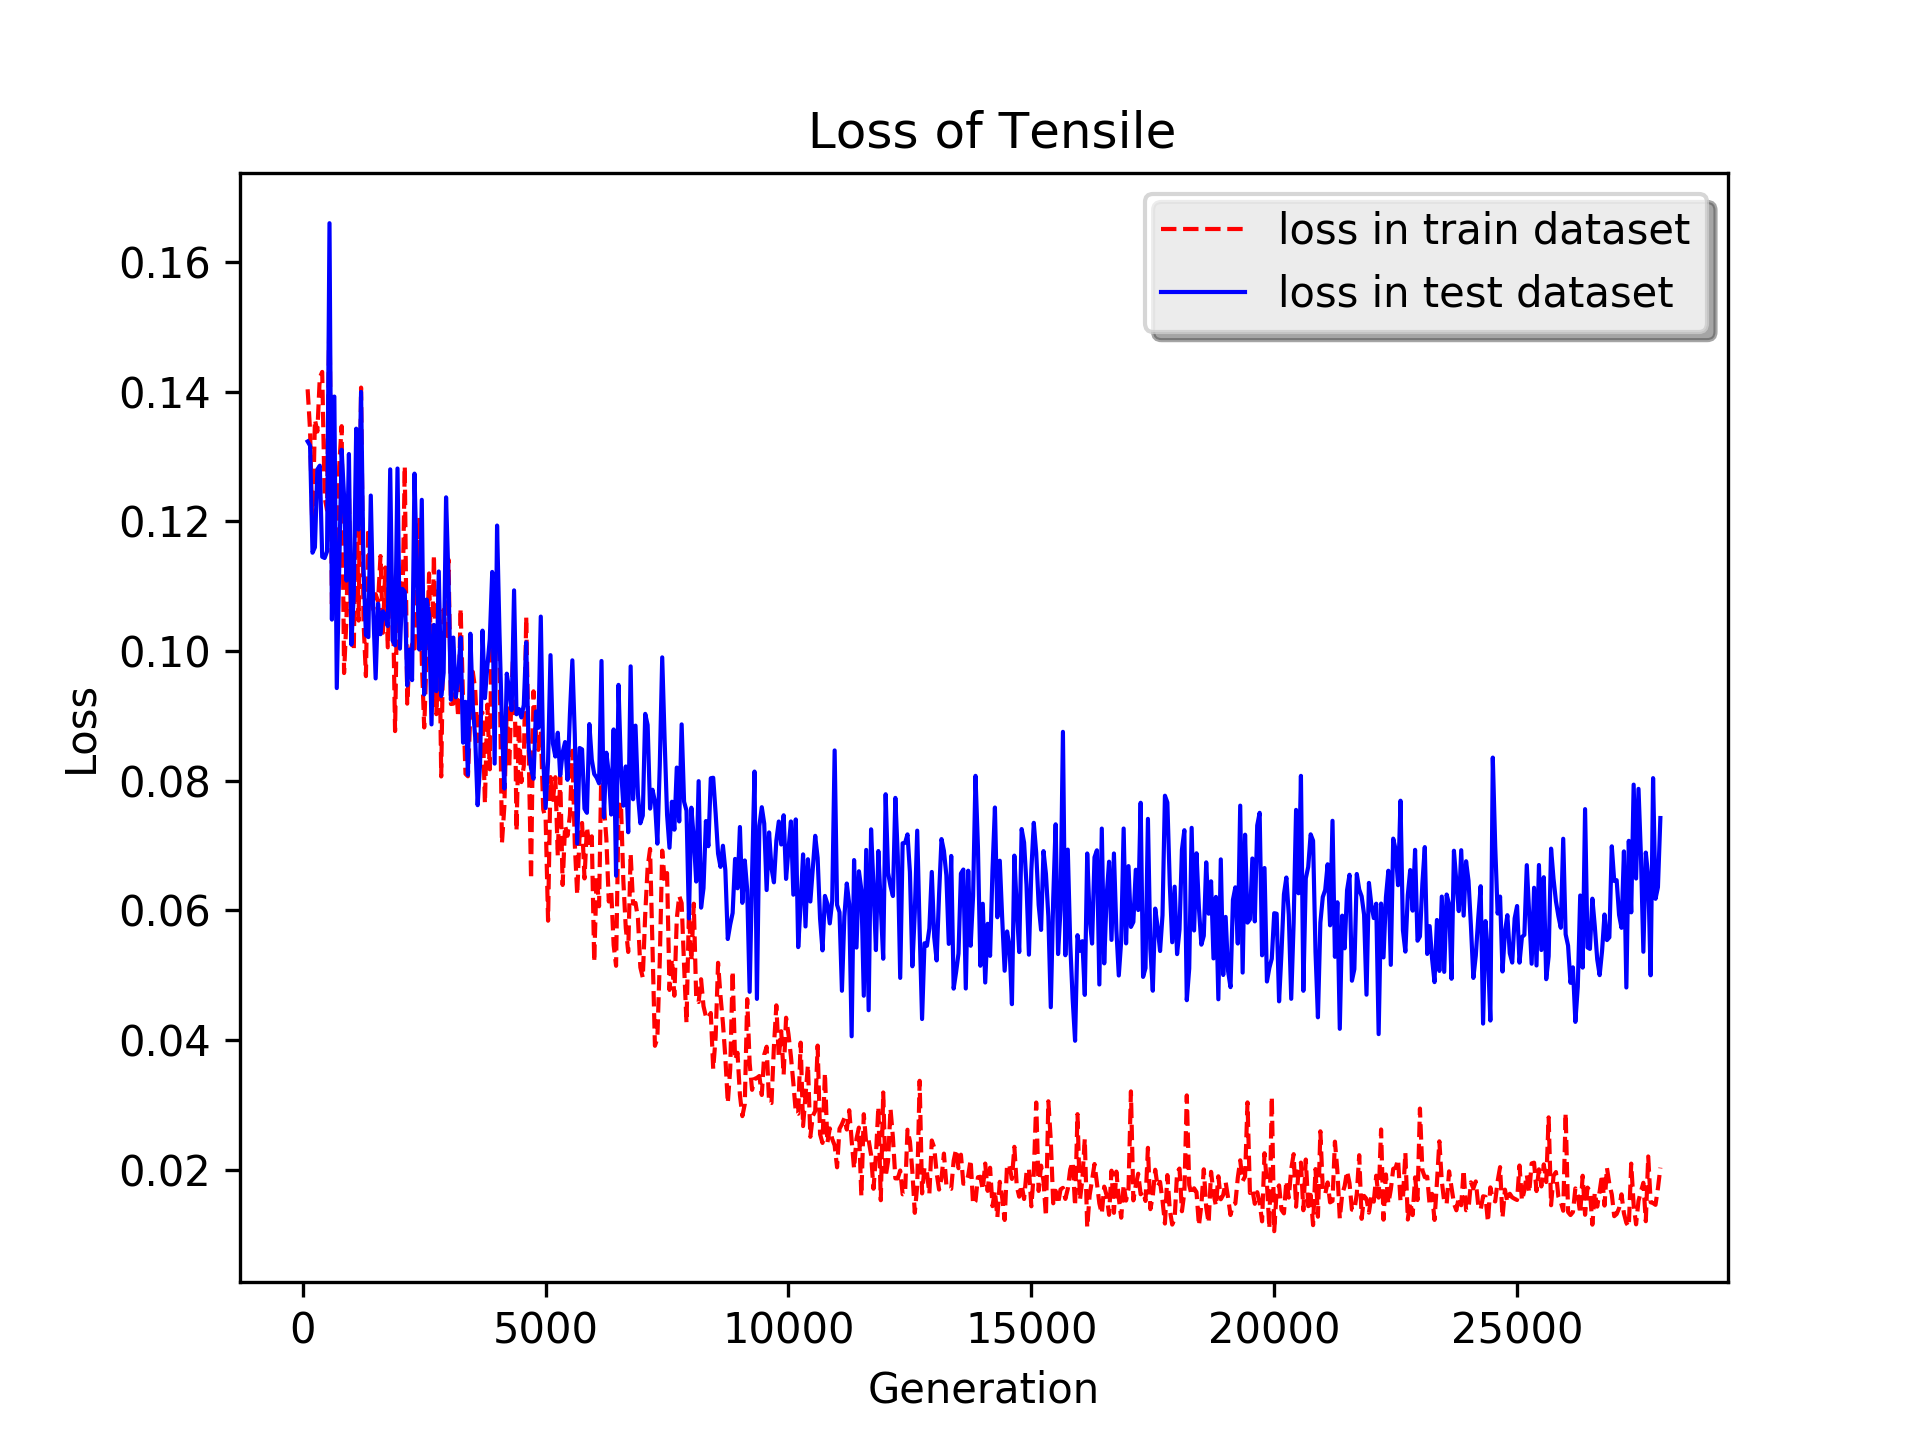 Loss of Tensile
loss in train dataset
loss in test dataset
0.16
0.14
0.12
0.10
0.08
0.06
0.04
0.02
Loss
0 5000 10000 15000 20000 25000
Generation